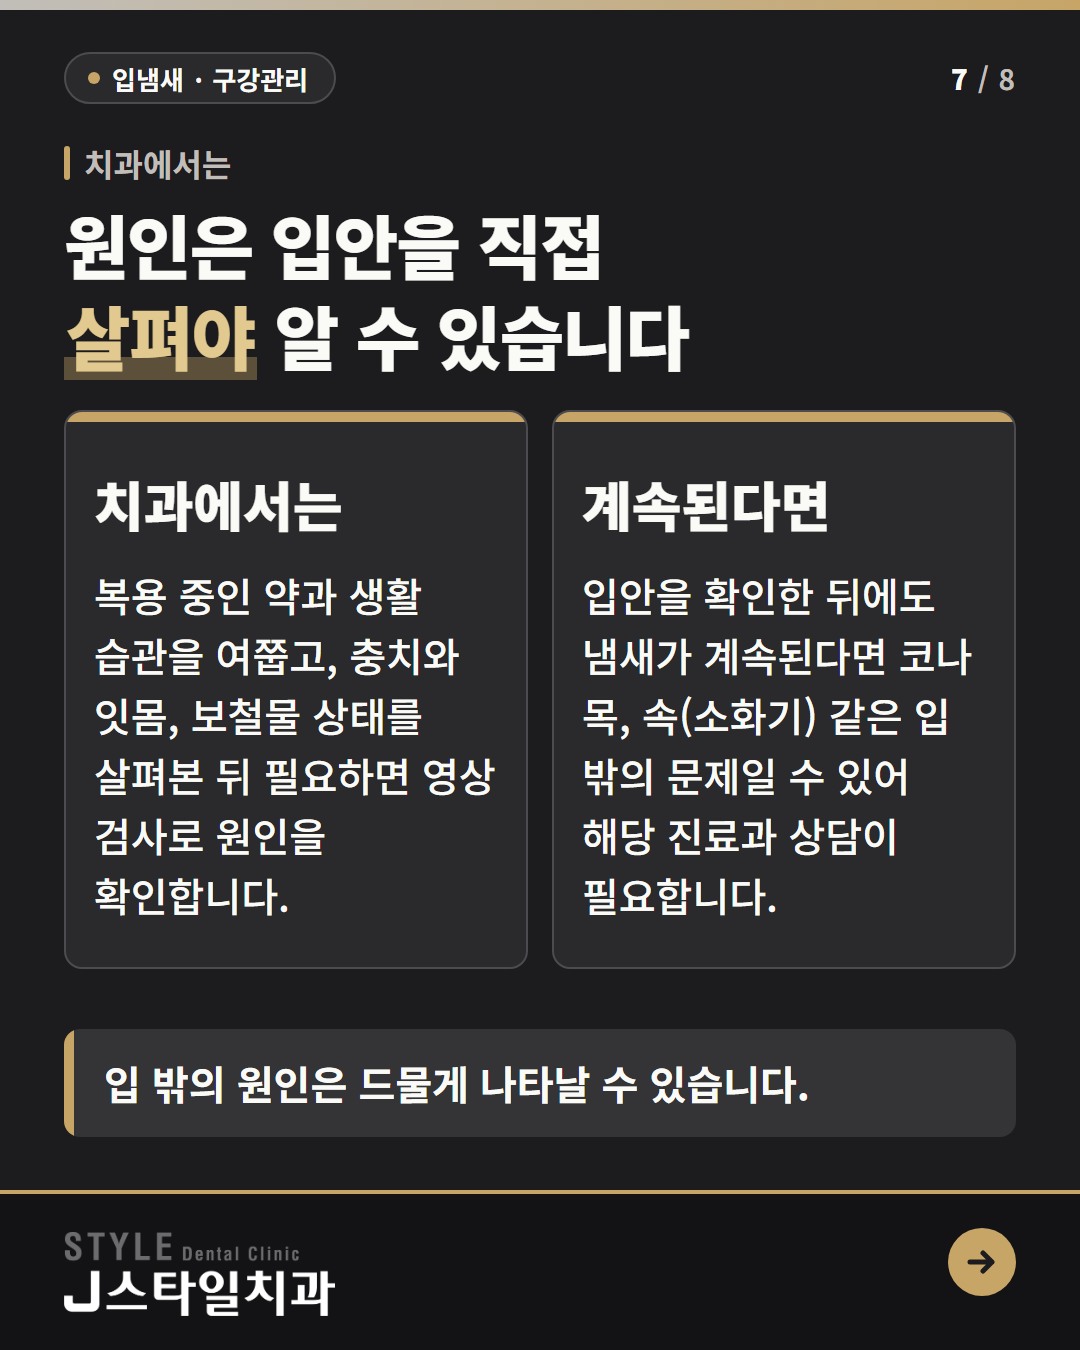 입냄새 · 구강관리
7 / 8
치과에서는
원인은 입안을 직접
살펴야 알 수 있습니다
치과에서는
복용 중인 약과 생활
습관을 여쭙고, 충치와
잇몸, 보철물 상태를
살펴본 뒤 필요하면 영상
검사로 원인을
확인합니다.
계속된다면
입안을 확인한 뒤에도
냄새가 계속된다면 코나
목, 속(소화기) 같은 입
밖의 문제일 수 있어
해당 진료과 상담이
필요합니다.
입 밖의 원인은 드물게 나타날 수 있습니다.
STYLE Dental Clinic
J스타일치과